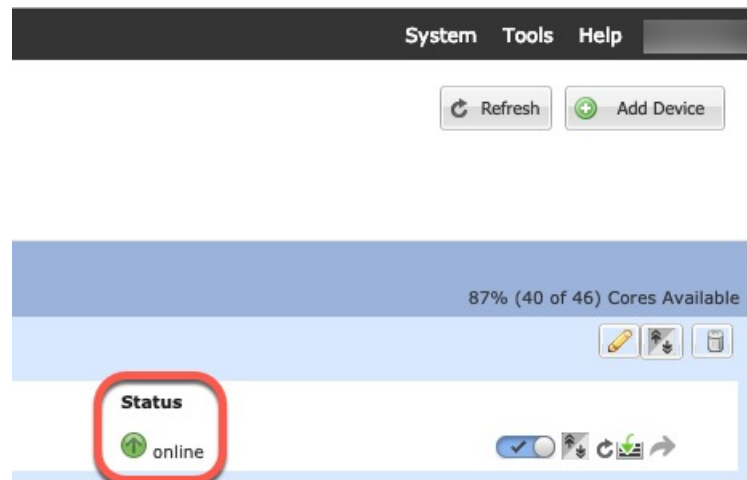 System Tools Help
Refresh Add Device
87% (40 of 46) Cores Available
Status
online